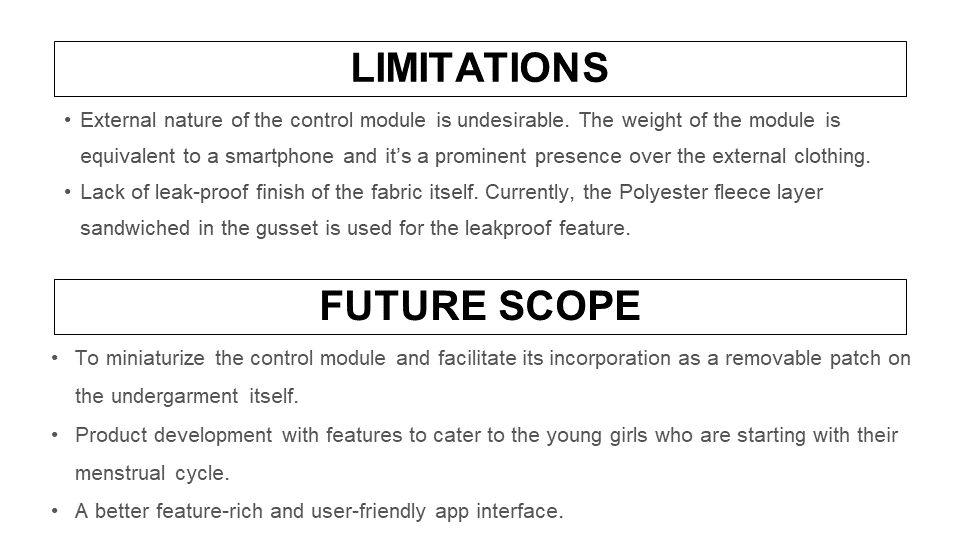 LIMITATIONS
• External nature of the control module is undesirable. The weight of the module is
equivalent to a smartphone and it’s a prominent presence over the external clothing.
• Lack of leak-proof finish of the fabric itself. Currently, the Polyester fleece layer
sandwiched in the gusset is used for the leakproof feature.
FUTURE SCOPE
• To miniaturize the control module and facilitate its incorporation as a removable patch on
the undergarment itself.
• Product development with features to cater to the young girls who are starting with their
menstrual cycle.
• A better feature-rich and user-friendly app interface.